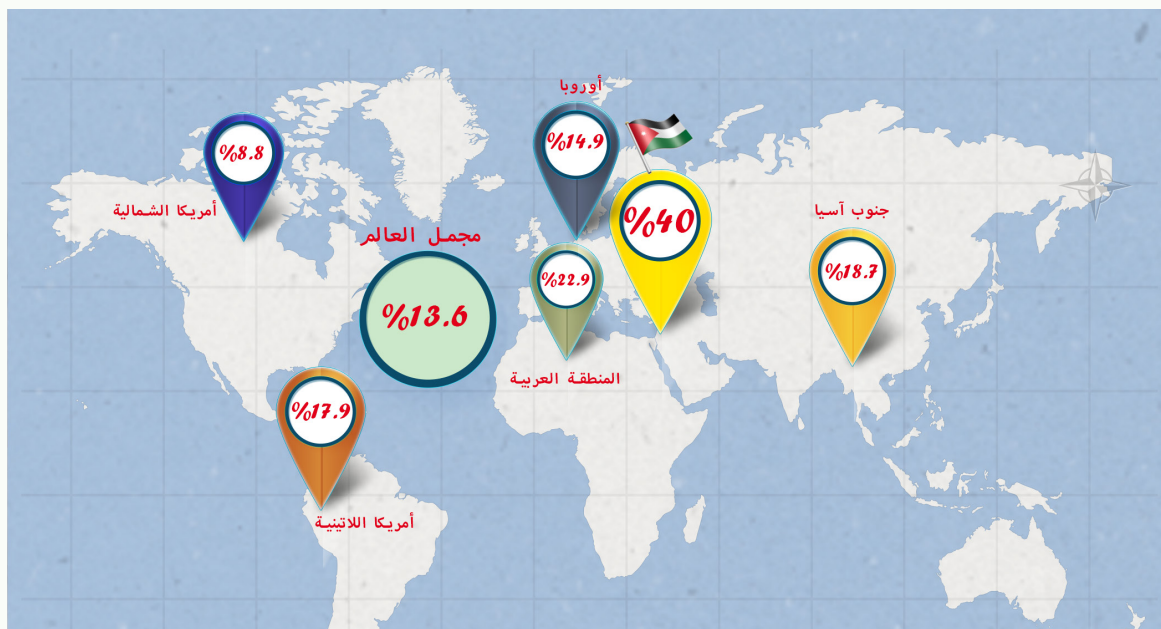 أوروبا
%14.9
%8.8
أمريكا الشمالية
%40
جنوب آسيا
%18.7
مجمل العالم
%13.6
%22.9
المنطقة العربية
%17.9
أمريكا اللاتينية